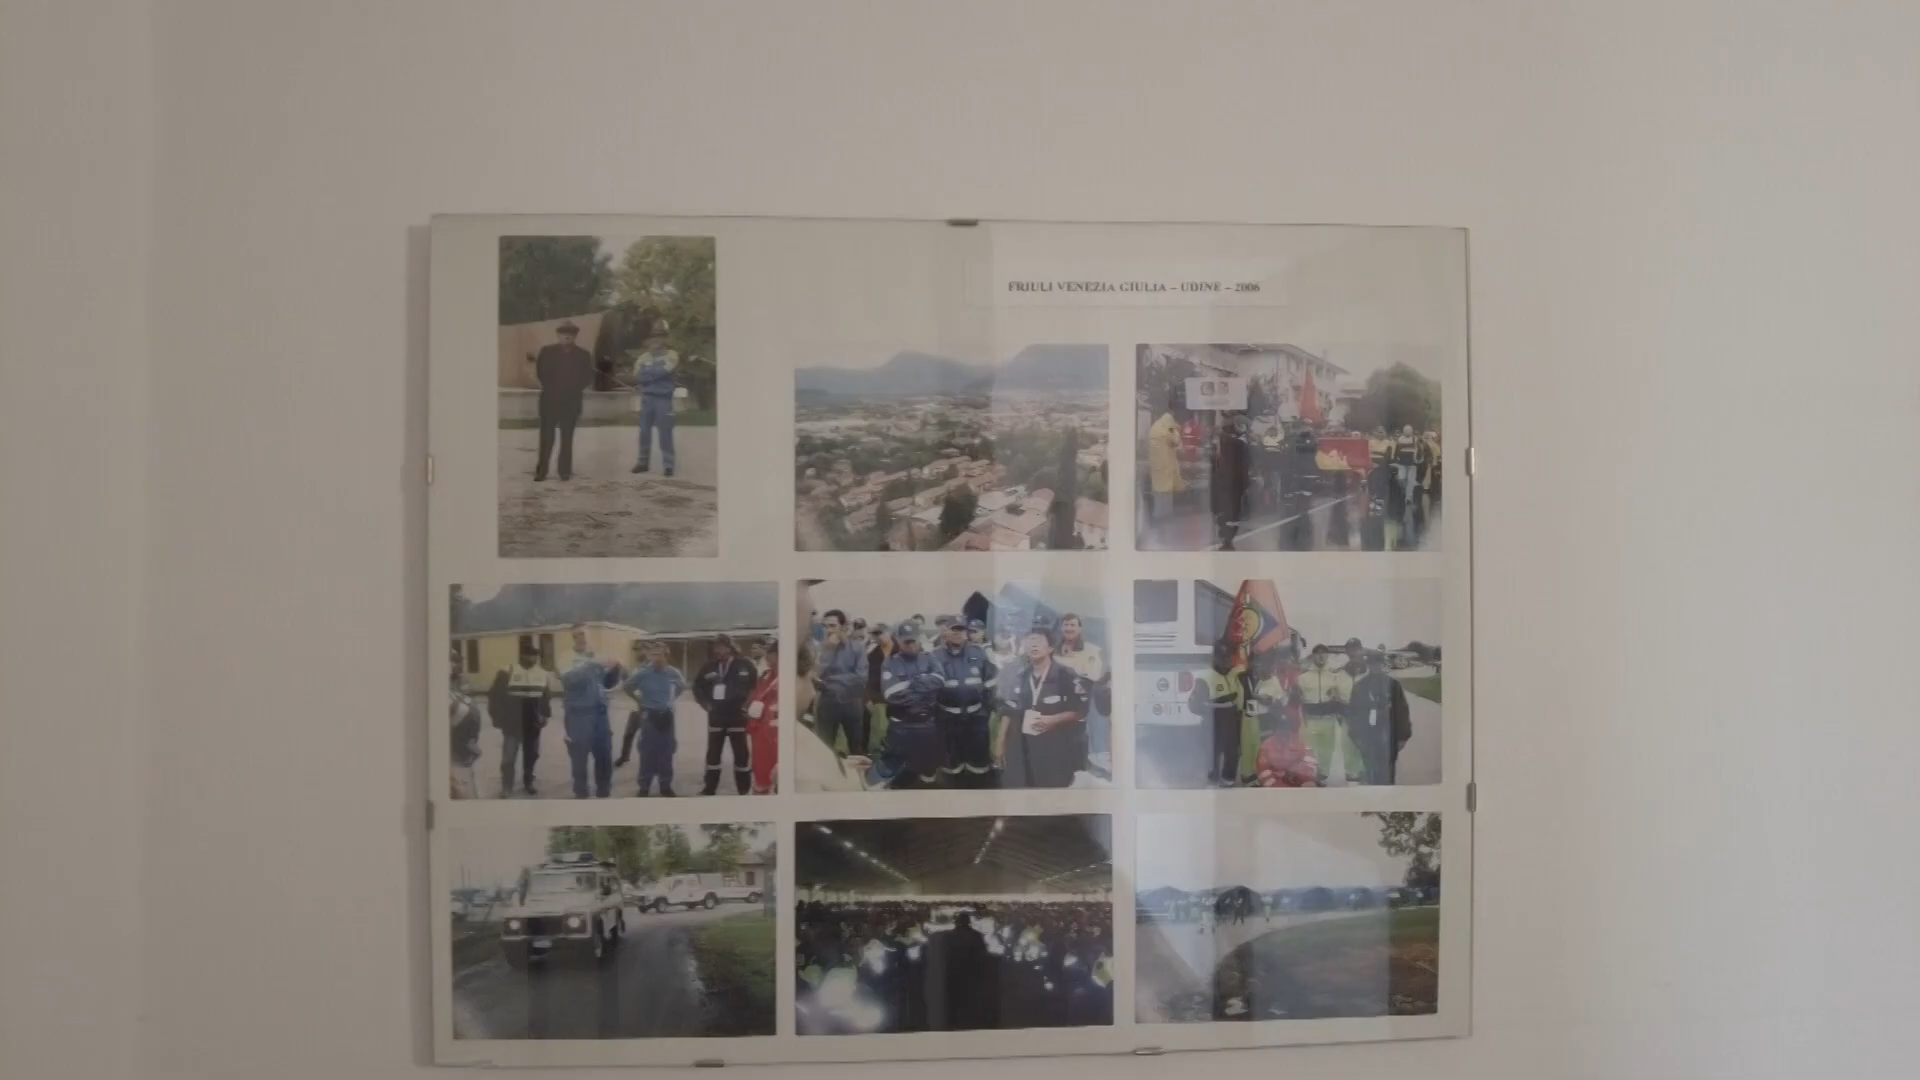 FRIULI VENEZIA GIULIA – UDINE – 2006